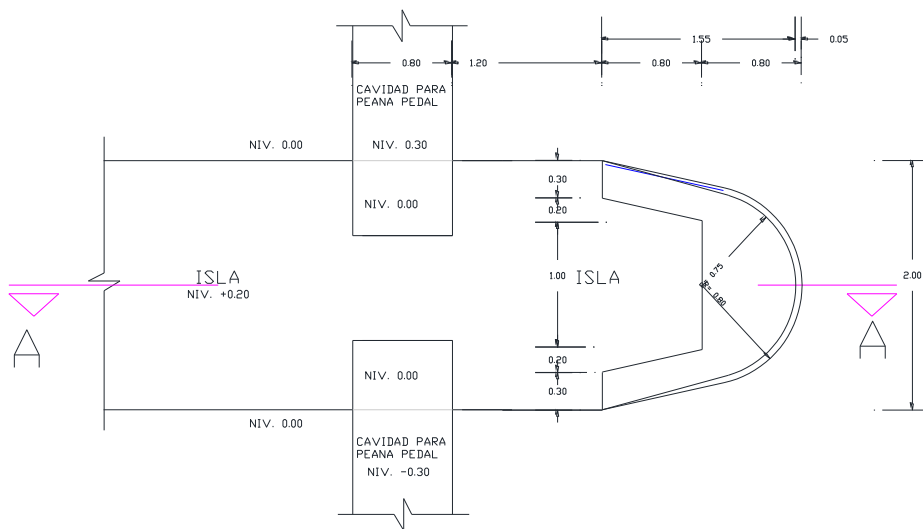 1.55
0.05
0.80
1.20
0.80
0.80
CAVIDAD PARA
PEANA PEDAL
NIV. 0.00
NIV. 0.30
0.30
NIV. 0.00
0.20
ISLA
NIV. +0.20
1.00
ISLA
0.75
R= 0.80
2.00
A
A
0.20
NIV. 0.00
0.30
NIV. 0.00
CAVIDAD PARA
PEANA PEDAL
NIV. -0.30